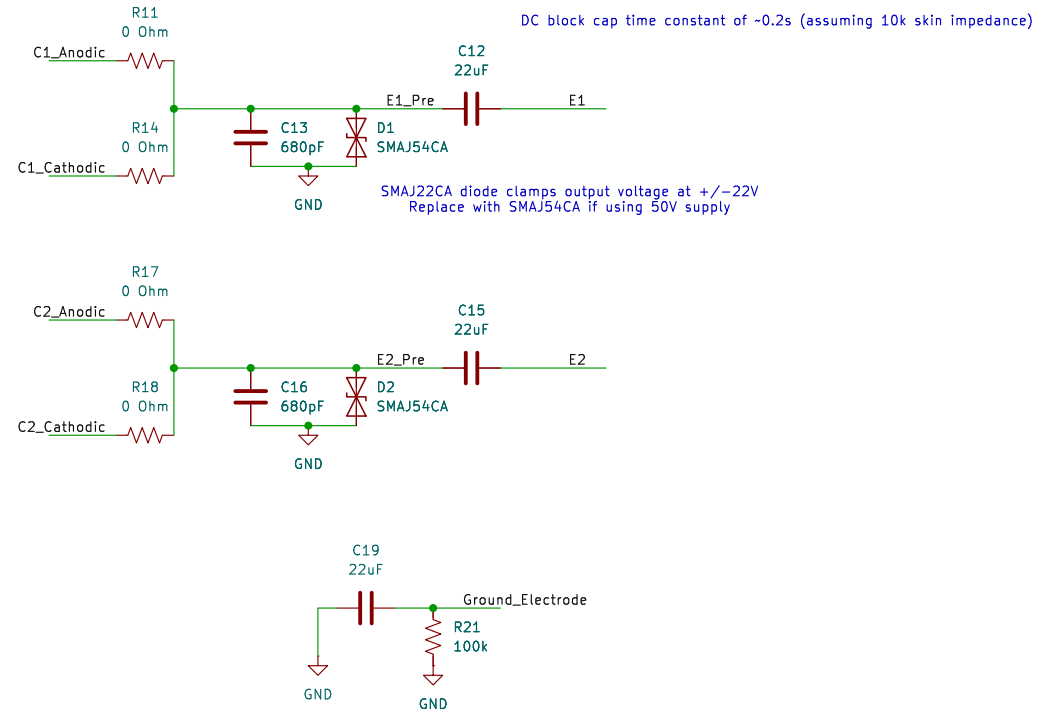 DC block cap time constant of ~0.2s (assuming 10k skin impedance)
R11
0 Ohm
C1_Anodic
C12
22uF
E1_Pre
E1
R14
0 Ohm
C13
680pF
D1
SMAJ54CA
C1_Cathodic
GND
SMAJ22CA diode clamps output voltage at +/-22V
Replace with SMAJ54CA if using 50V supply
R17
0 Ohm
C2_Anodic
C15
22uF
E2_Pre
E2
R18
0 Ohm
C16
680pF
D2
SMAJ54CA
C2_Cathodic
GND
C19
22uF
Ground_Electrode
R21
100k
GND
GND